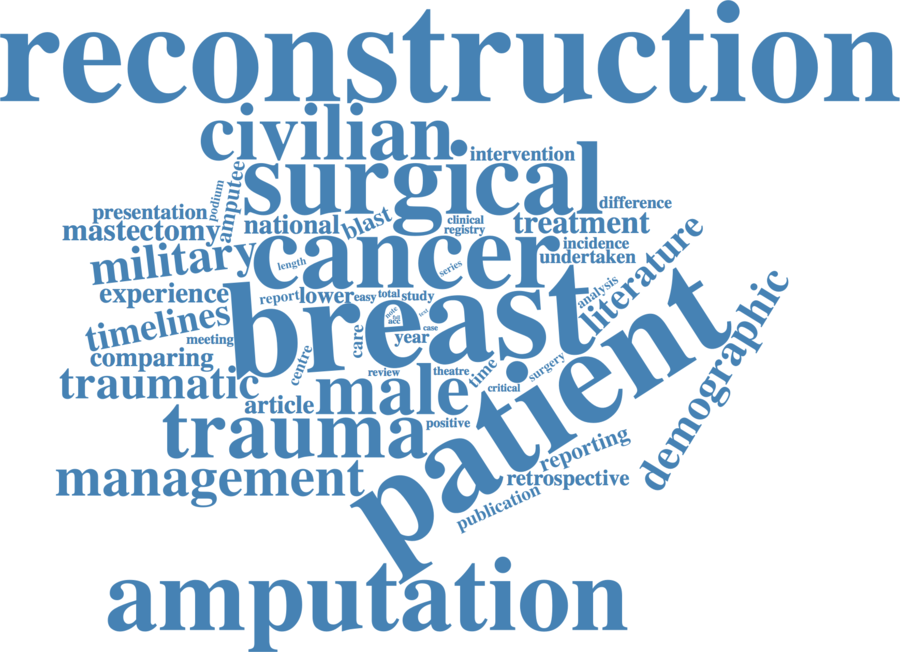 reconstruction
civilian
intervention
surgical
podium
amputee
difference
presentation
mastectomy
national
blast
clinical
registry
treatment
literature
military
cancer
incidence
undertaken
length
series
experience
report
lower
easy
total
study
analysis
timelines
meeting
breast
care
year
case
text
acc
comparing
centre
review
theatre
time
critical
surgery
patient
demographic
traumatic
article
male
trauma
positive
management
reporting
retrospective
publication
amputation